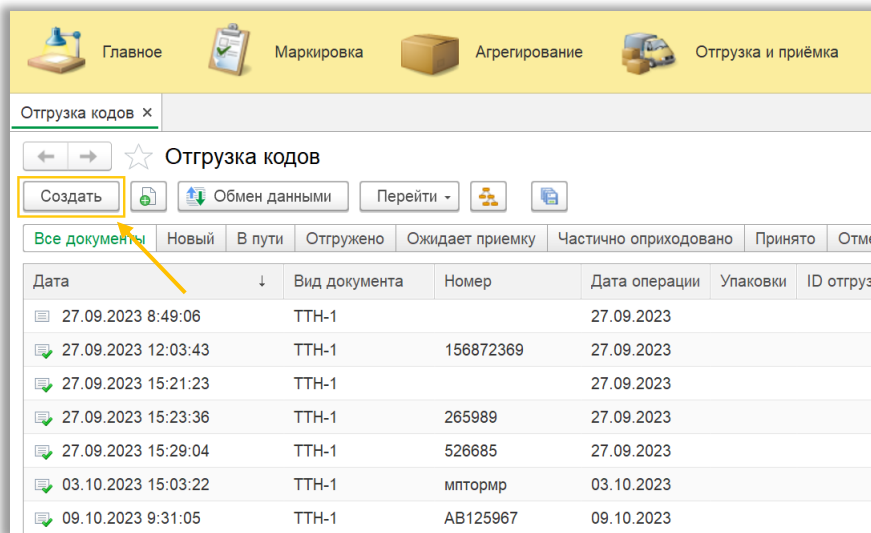 Главное Маркировка Агрегирование Отгрузка и приёмка
Отгрузка кодов ×
Отгрузка кодов
Создать Обмен данными Перейти
Все документы Новый В пути Отгружено Ожидает приемку Частично оприходовано Принято Отме
Дата ↓ Вид документа Номер Дата операции Упаковки ID отгруз
27.09.2023 8:49:06 ТТН-1 27.09.2023
27.09.2023 12:03:43 ТТН-1 156872369 27.09.2023
27.09.2023 15:21:23 ТТН-1 27.09.2023
27.09.2023 15:23:36 ТТН-1 265989 27.09.2023
27.09.2023 15:29:04 ТТН-1 526685 27.09.2023
03.10.2023 15:03:22 ТТН-1 мптормр 03.10.2023
09.10.2023 9:31:05 ТТН-1 АВ125967 09.10.2023